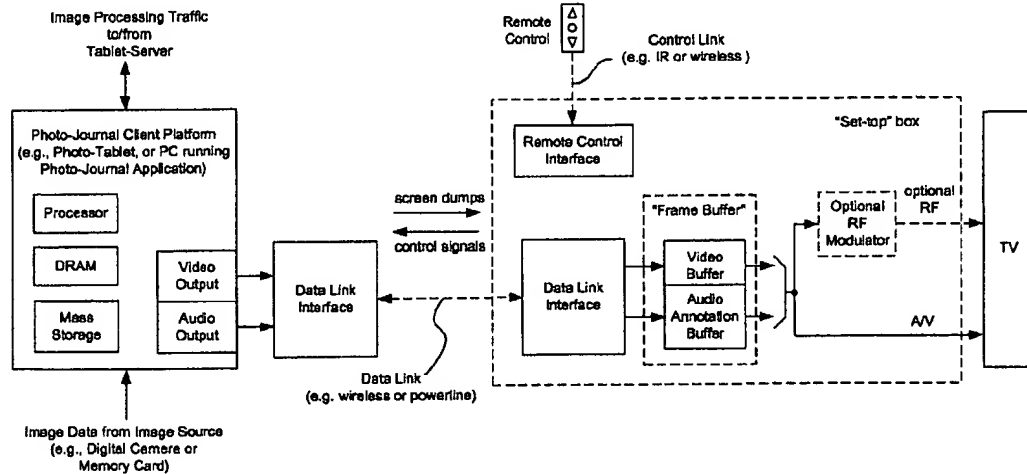 Image Processing Traffic
to/from
Tablet-Server
Remote
Control
Control Link
(e.g. IR or wireless )
Photo-Journal Client Platform
(e.g., Photo-Tablet, or PC running
Photo-Journal Application)
Processor
DRAM
Mass
Storage
Video
Output
Audio
Output
Data Link
Interface
screen dumps
control signals
Data Link
(e.g. wireless or powerline)
"Set-top" box
Remote Control
Interface
Data Link
Interface
"Frame Buffer"
Video
Buffer
Audio
Annotation
Buffer
Optional
RF
Modulator
optional
RF
A/V
TV
Image Data from Image Source
(e.g., Digital Camera or
Memory Card)